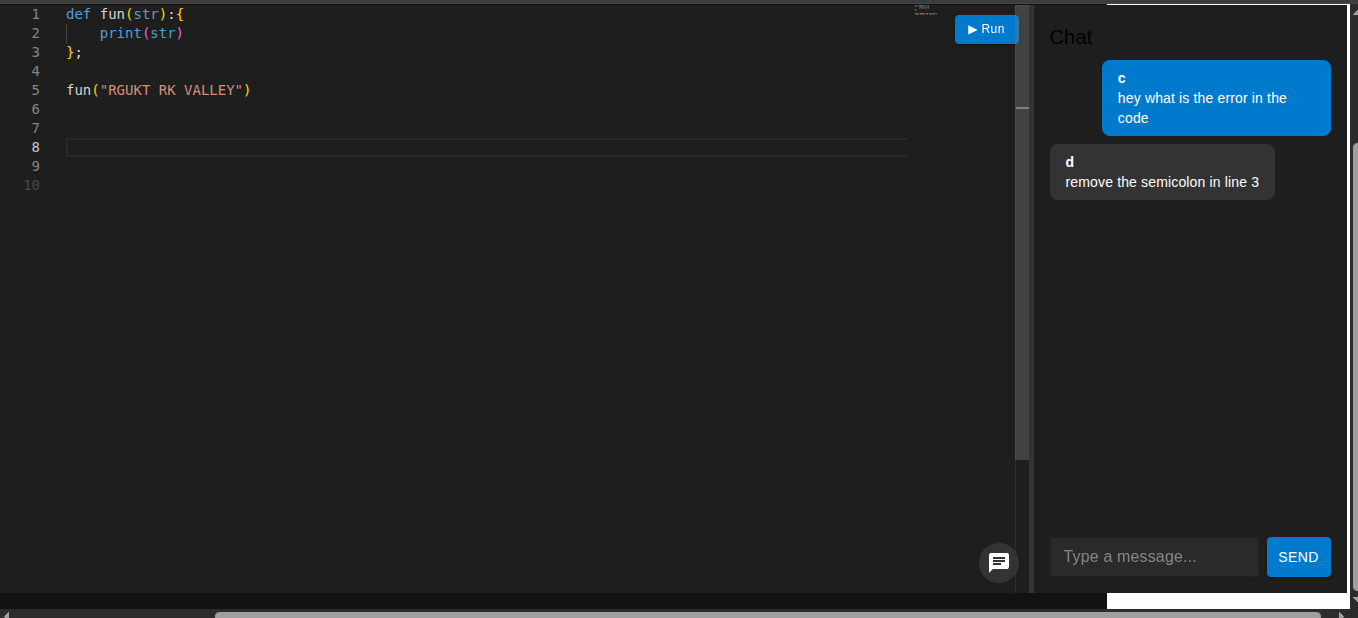 1 def fun(str):{
2     print(str)
3 };
4
5 fun("RGUKT RK VALLEY")
6
7
8
9
10
▶ Run
Chat
c
hey what is the error in the
code
d
remove the semicolon in line 3
Type a message...
SEND